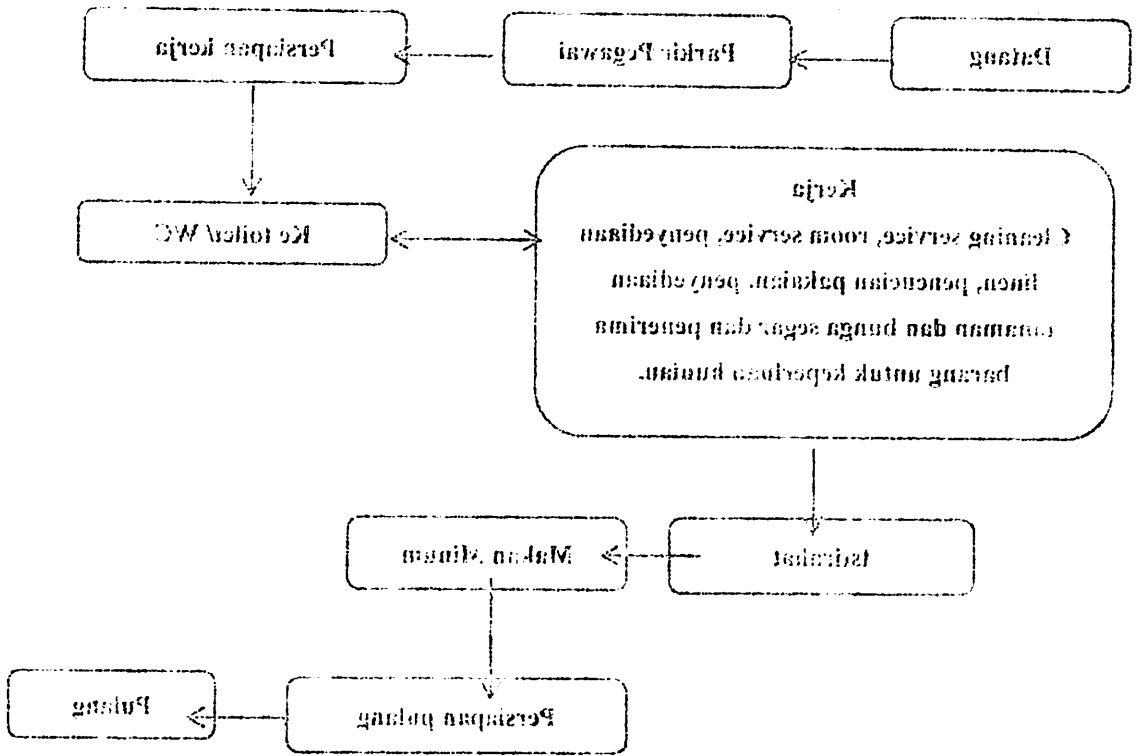 Datang
Parkir Pegawai
Persiapan kerja
Kerja
Cleaning service, room service, penyediaan
linen, pencucian pakaian, penyediaan
tanaman dan bunga segar dan penerima
barang untuk keperluan hunian.
Ke toilet/ WC
Istirahat
Makan Minum
Persiapan pulang
Pulang